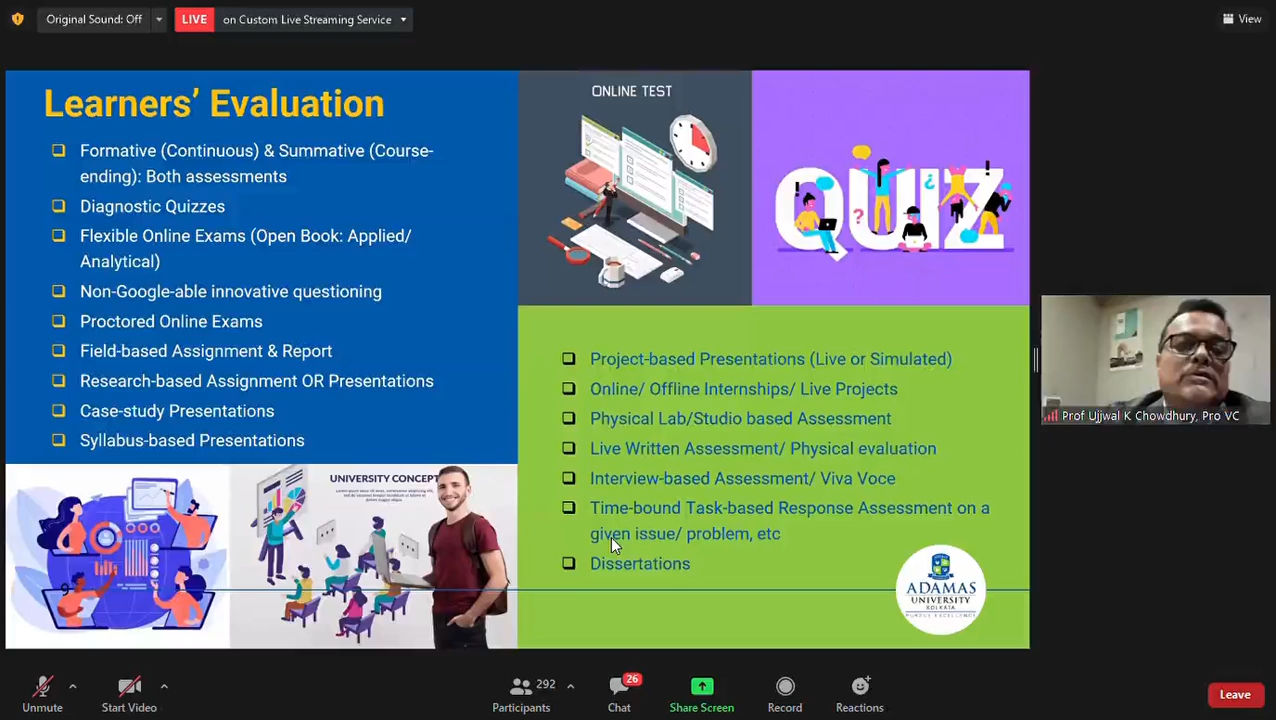 Original Sound: Off
LIVE
on Custom Live Streaming Service
View
Learners’ Evaluation
Formative (Continuous) & Summative (Course-
ending): Both assessments
Diagnostic Quizzes
Flexible Online Exams (Open Book: Applied/
Analytical)
Non-Google-able innovative questioning
Proctored Online Exams
Field-based Assignment & Report
Research-based Assignment OR Presentations
Case-study Presentations
Syllabus-based Presentations
ONLINE TEST
QUIZ
UNIVERSITY CONCEPT
Project-based Presentations (Live or Simulated)
Online/ Offline Internships/ Live Projects
Physical Lab/Studio based Assessment
Live Written Assessment/ Physical evaluation
Interview-based Assessment/ Viva Voce
Time-bound Task-based Response Assessment on a
given issue/ problem, etc
Dissertations
ADAMAS
UNIVERSITY
KOLKATA
PURSUE EXCELLENCE
Prof Ujjwal K Chowdhury, Pro VC
Unmute
Start Video
292
Participants
26
Chat
Share Screen
Record
Reactions
Leave